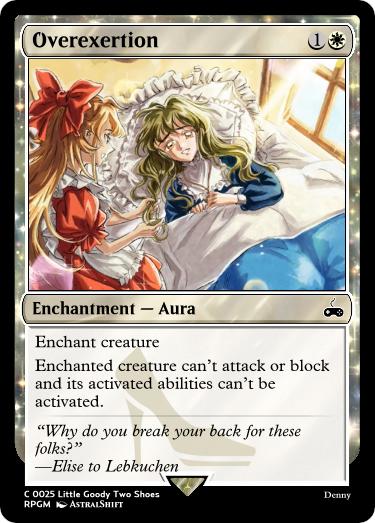 Overexertion 1
Enchantment — Aura
Enchant creature
Enchanted creature can't attack or block
and its activated abilities can't be
activated.
“Why do you break your back for these
folks?”
—Elise to Lebkuchen
C 0025 Little Goody Two Shoes
RPGM AstralShift Denny